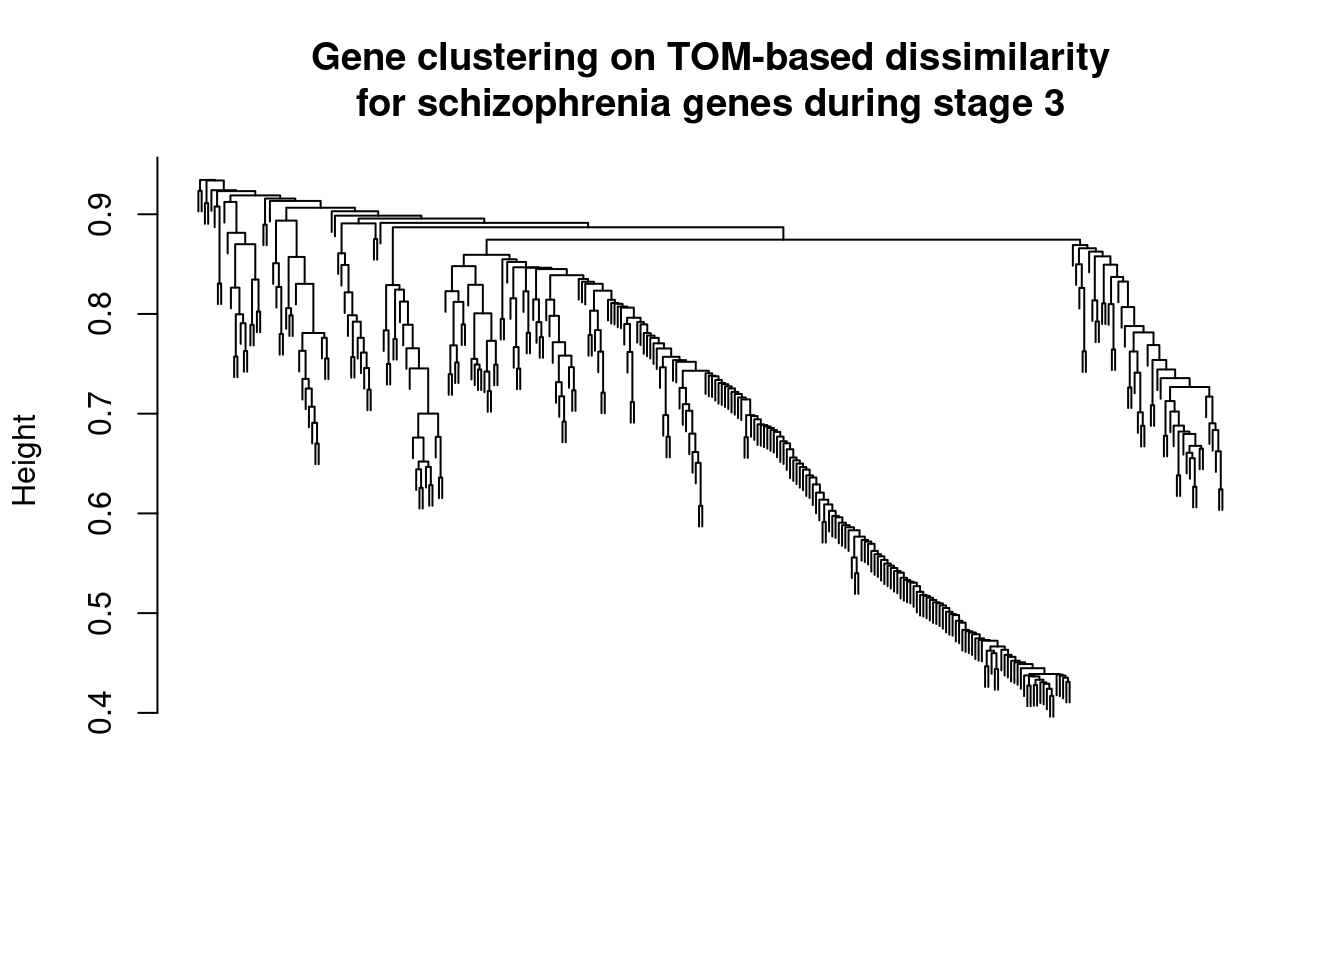 Gene clustering on TOM-based dissimilarity
for schizophrenia genes during stage 3
Height
0.9
0.8
0.7
0.6
0.5
0.4